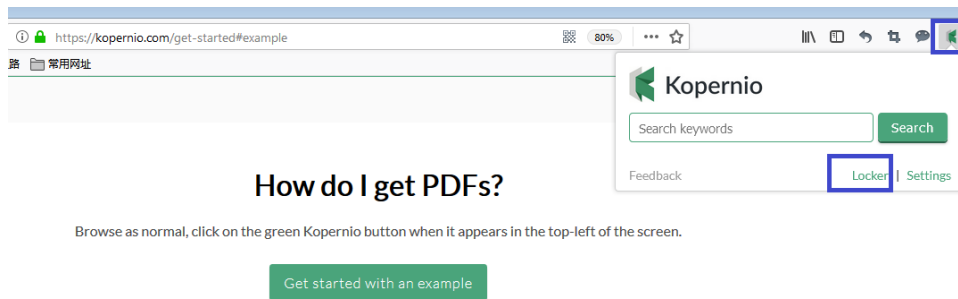 https://kopernio.com/get-started#example
80%
路 常用网址
Kopernio
Search keywords
Search
Feedback
Locker | Settings
How do I get PDFs?
Browse as normal, click on the green Kopernio button when it appears in the top-left of the screen.
Get started with an example